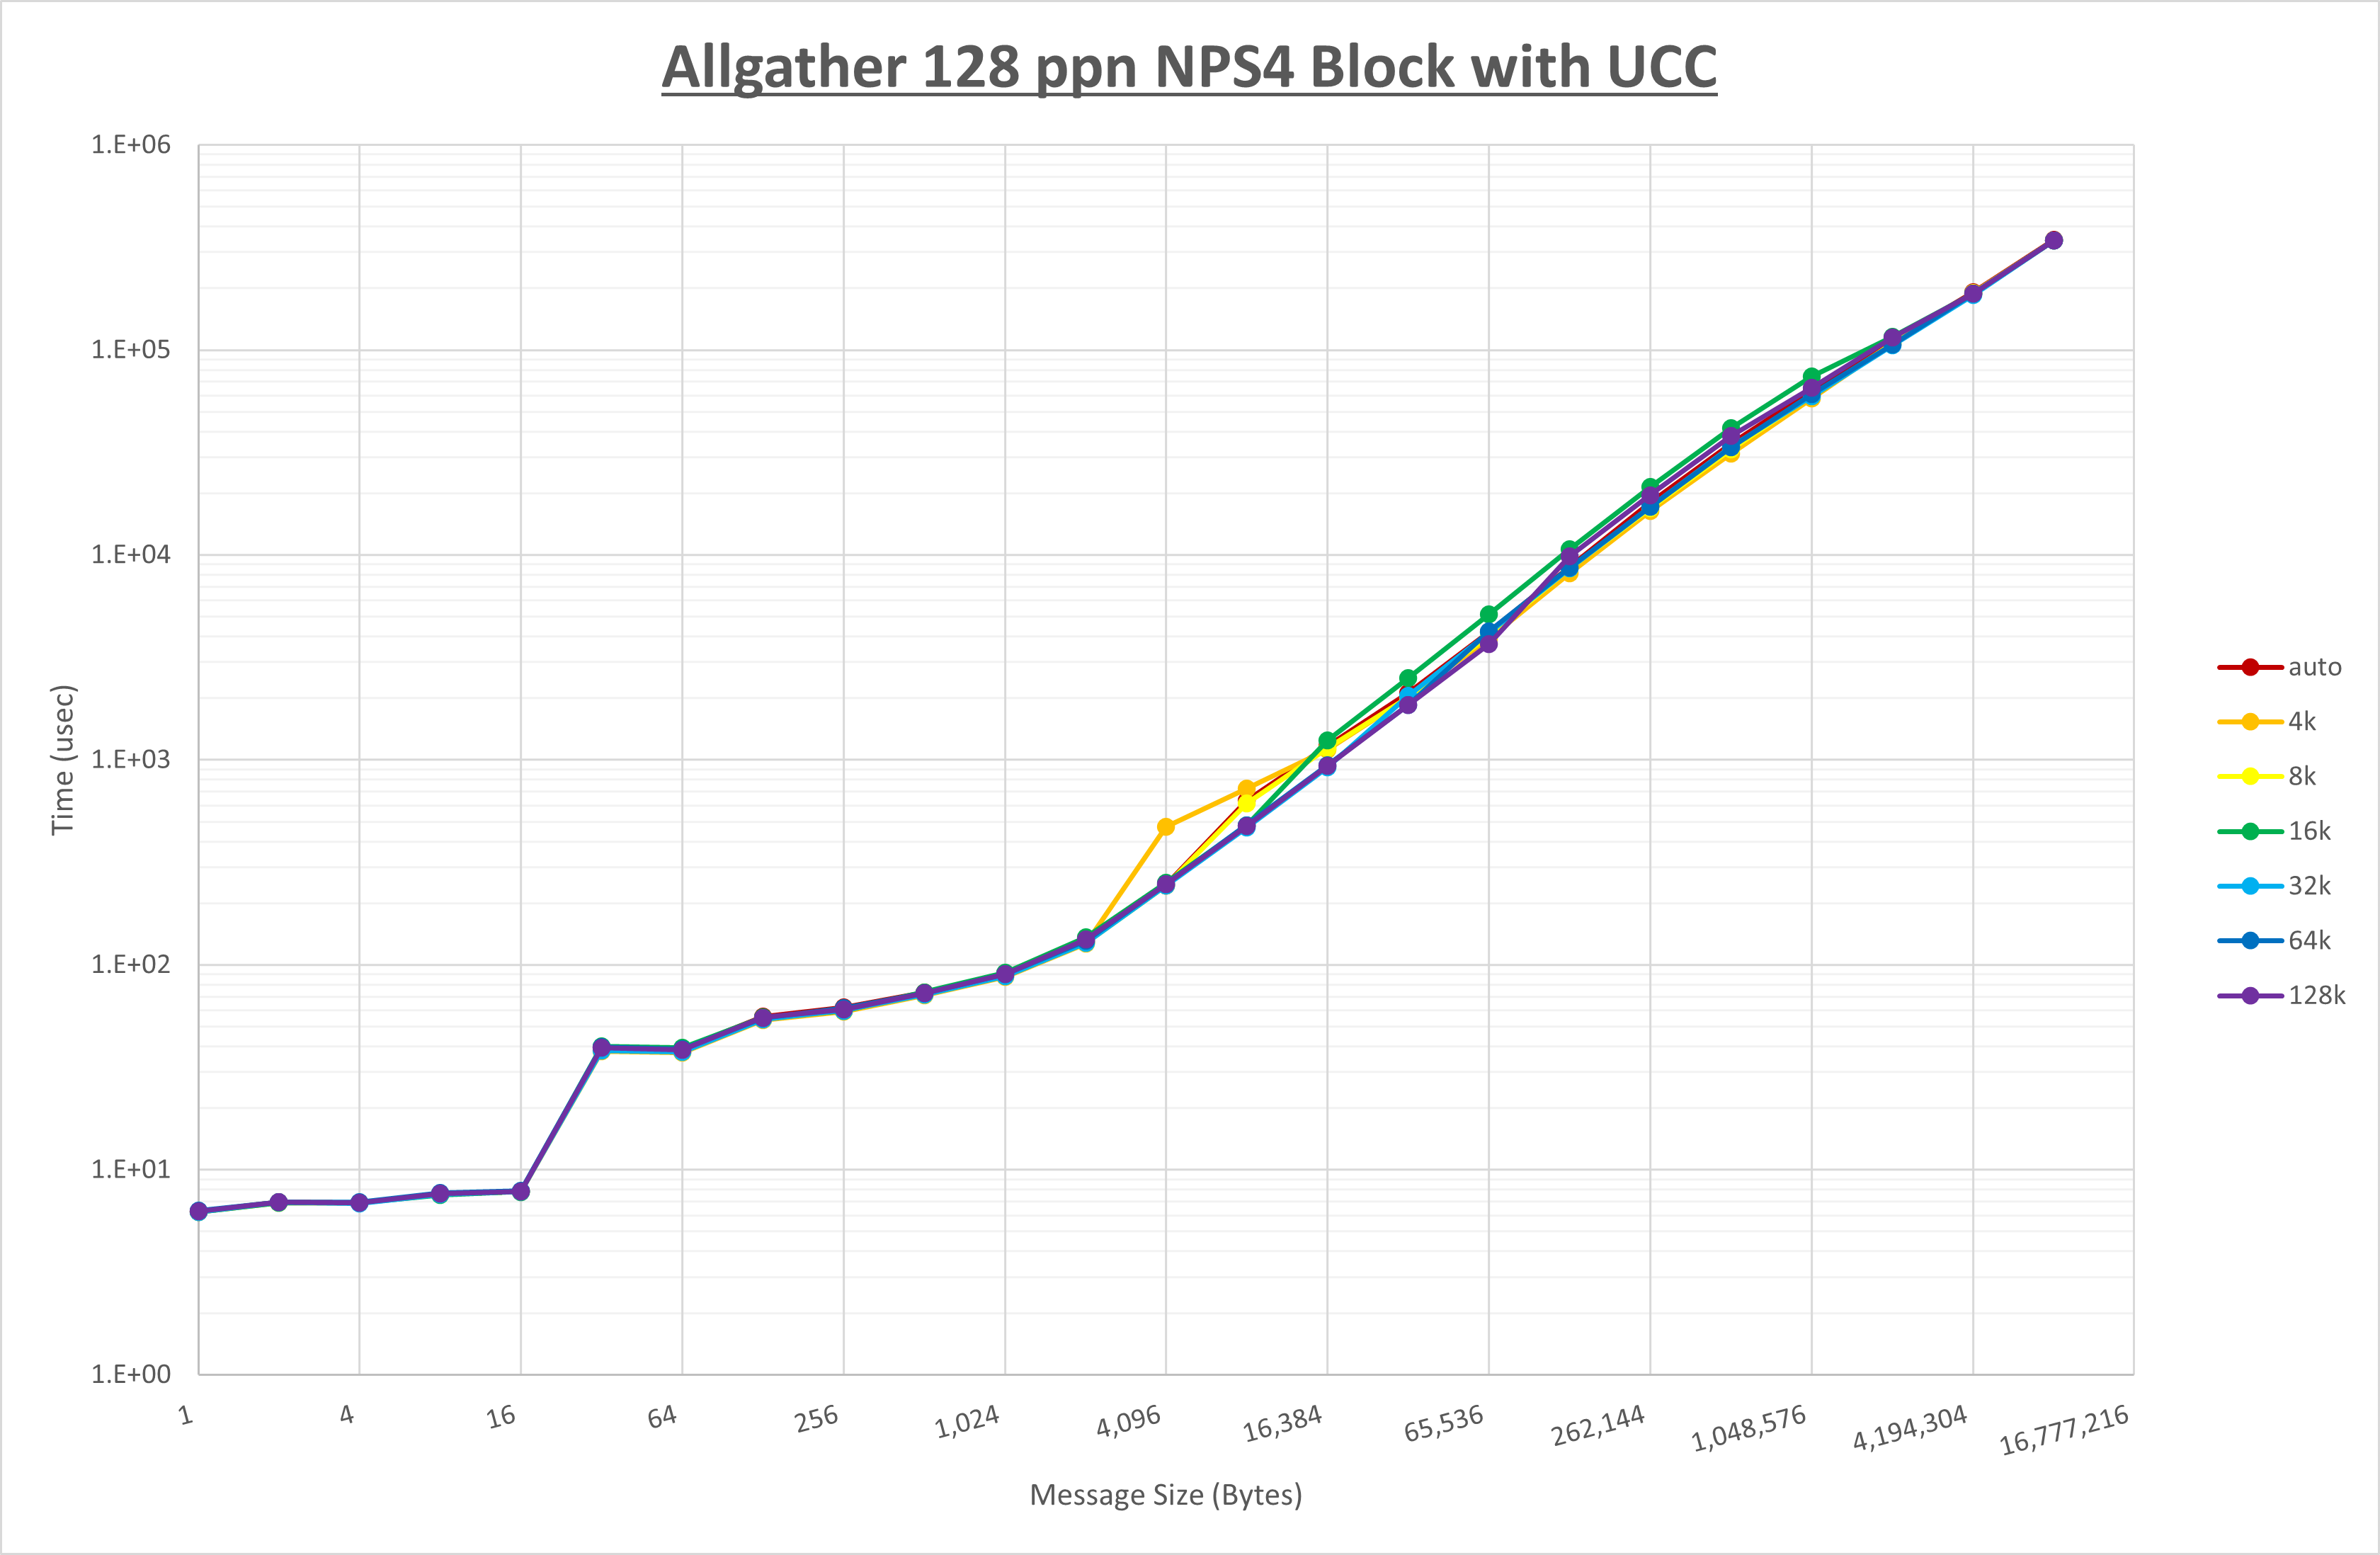 Allgather 128 ppn NPS4 Block with UCC
1.E+06
1.E+05
1.E+04
1.E+03
1.E+02
1.E+01
1.E+00
Time (usec)
1
4
16
64
256
1,024
4,096
16,384
65,536
262,144
1,048,576
4,194,304
16,777,216
Message Size (Bytes)
auto
4k
8k
16k
32k
64k
128k